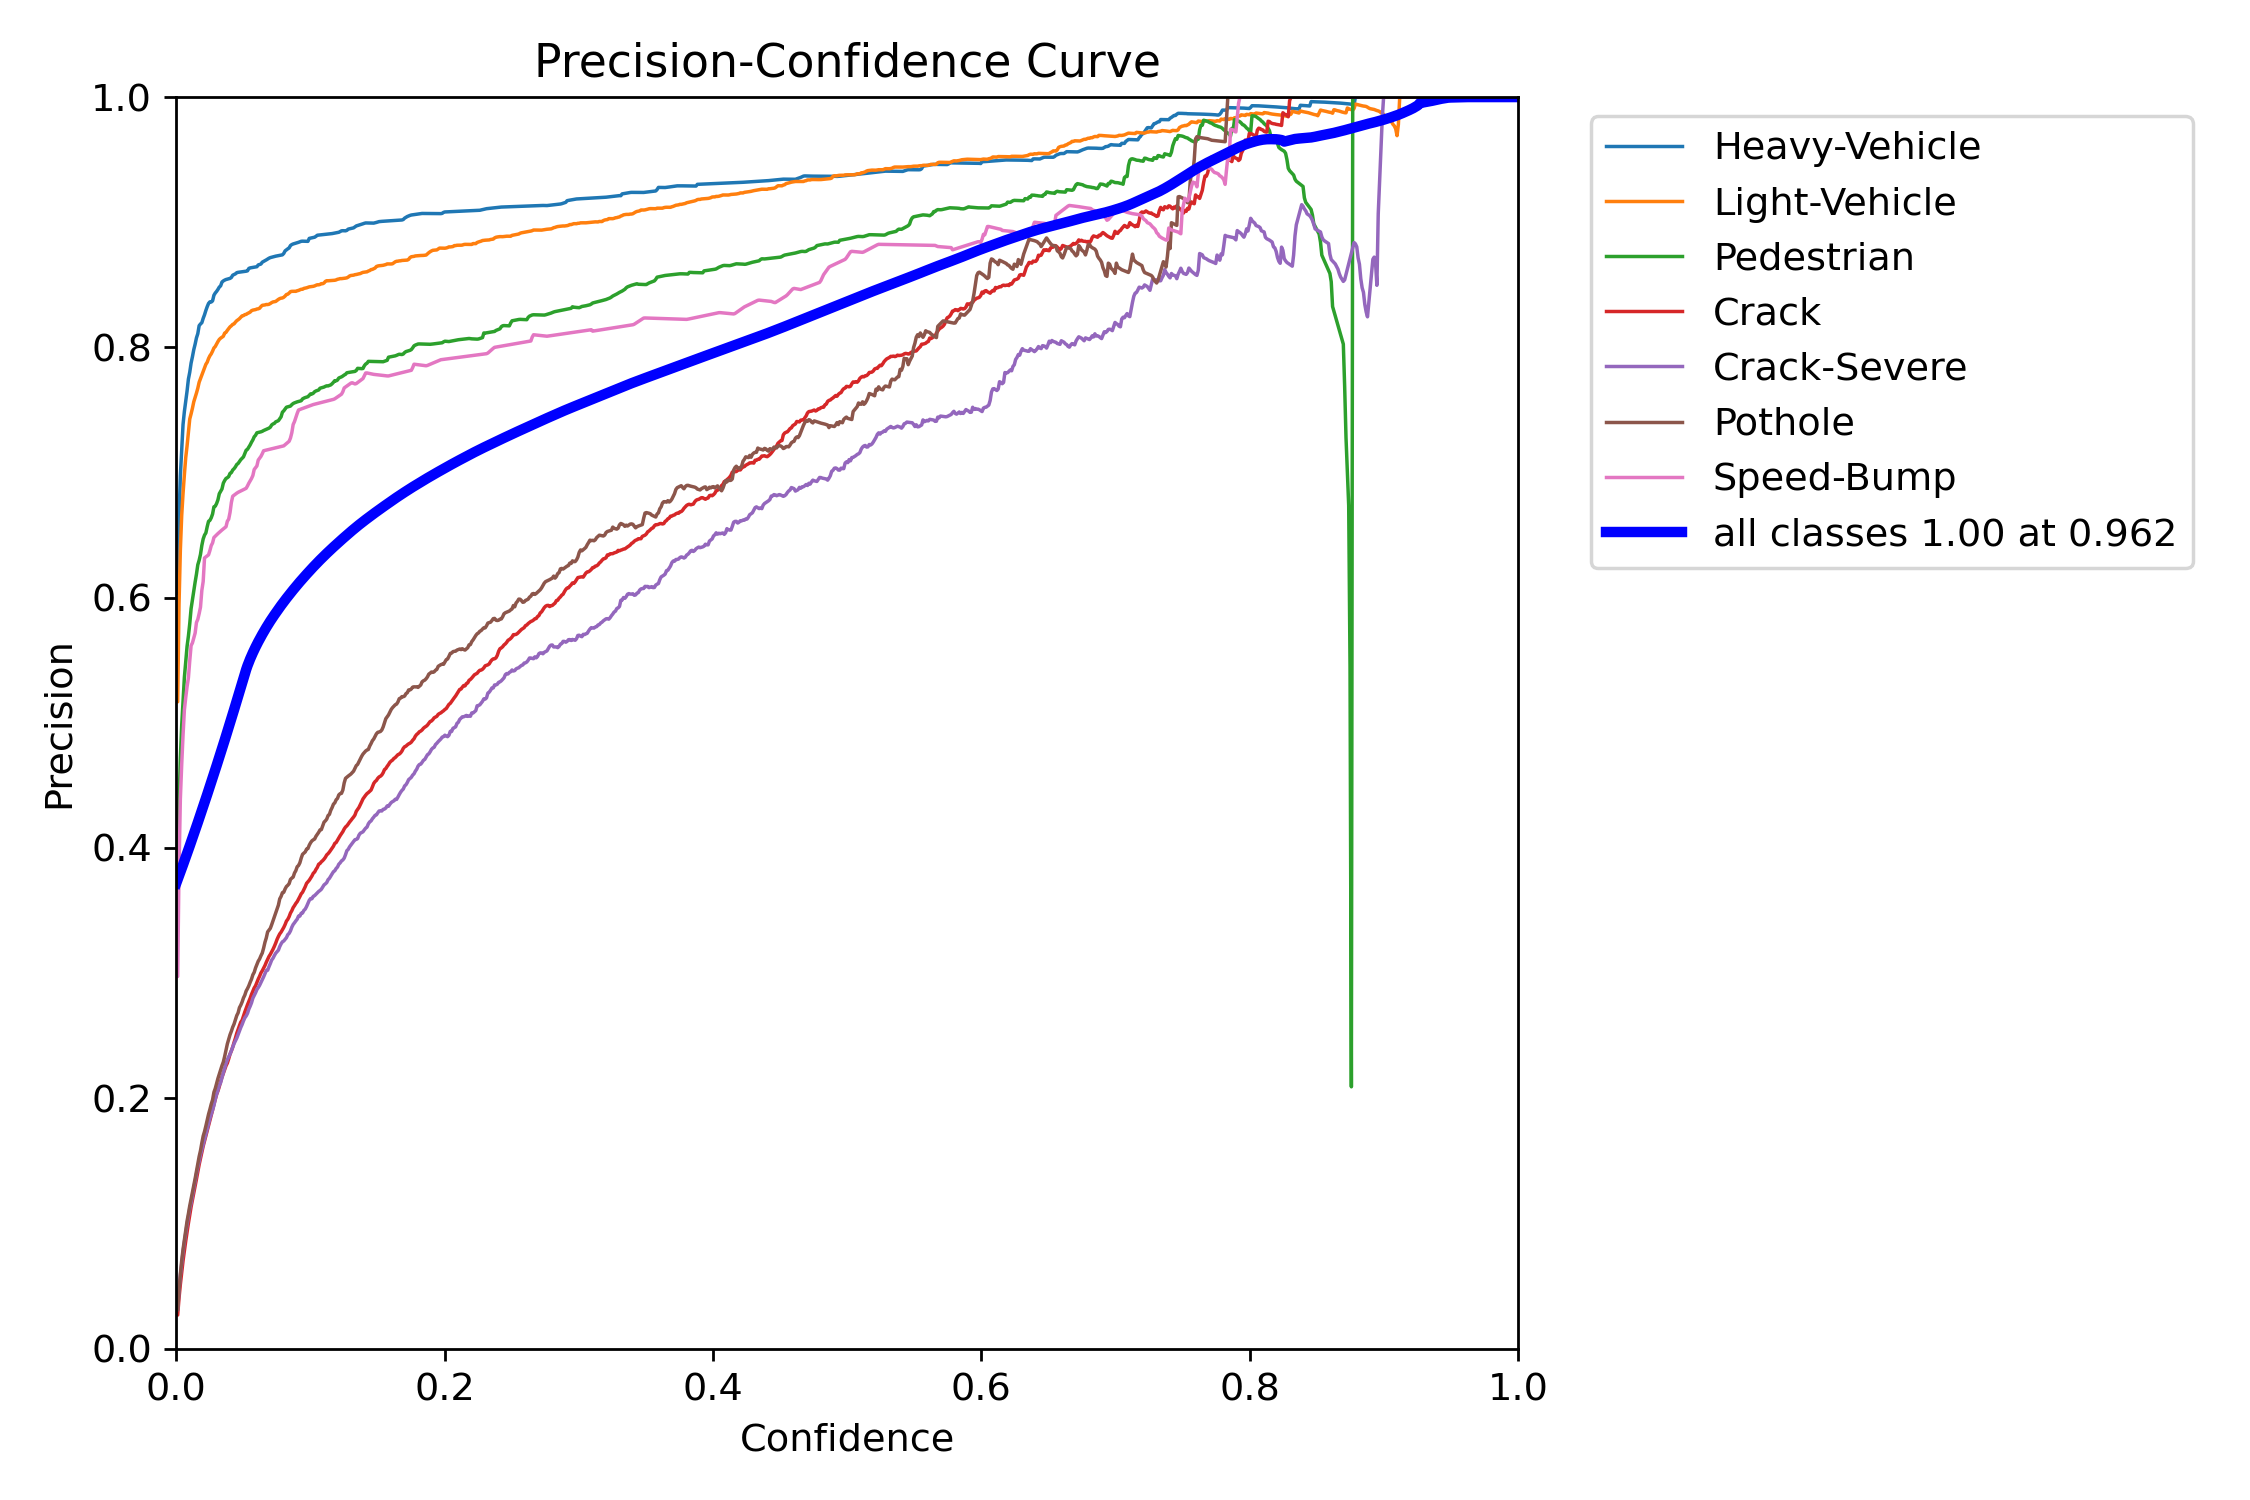 Precision-Confidence Curve
1.0
0.8
0.6
0.4
0.2
0.0
Precision
0.0 0.2 0.4 0.6 0.8 1.0
Confidence
Heavy-Vehicle
Light-Vehicle
Pedestrian
Crack
Crack-Severe
Pothole
Speed-Bump
all classes 1.00 at 0.962